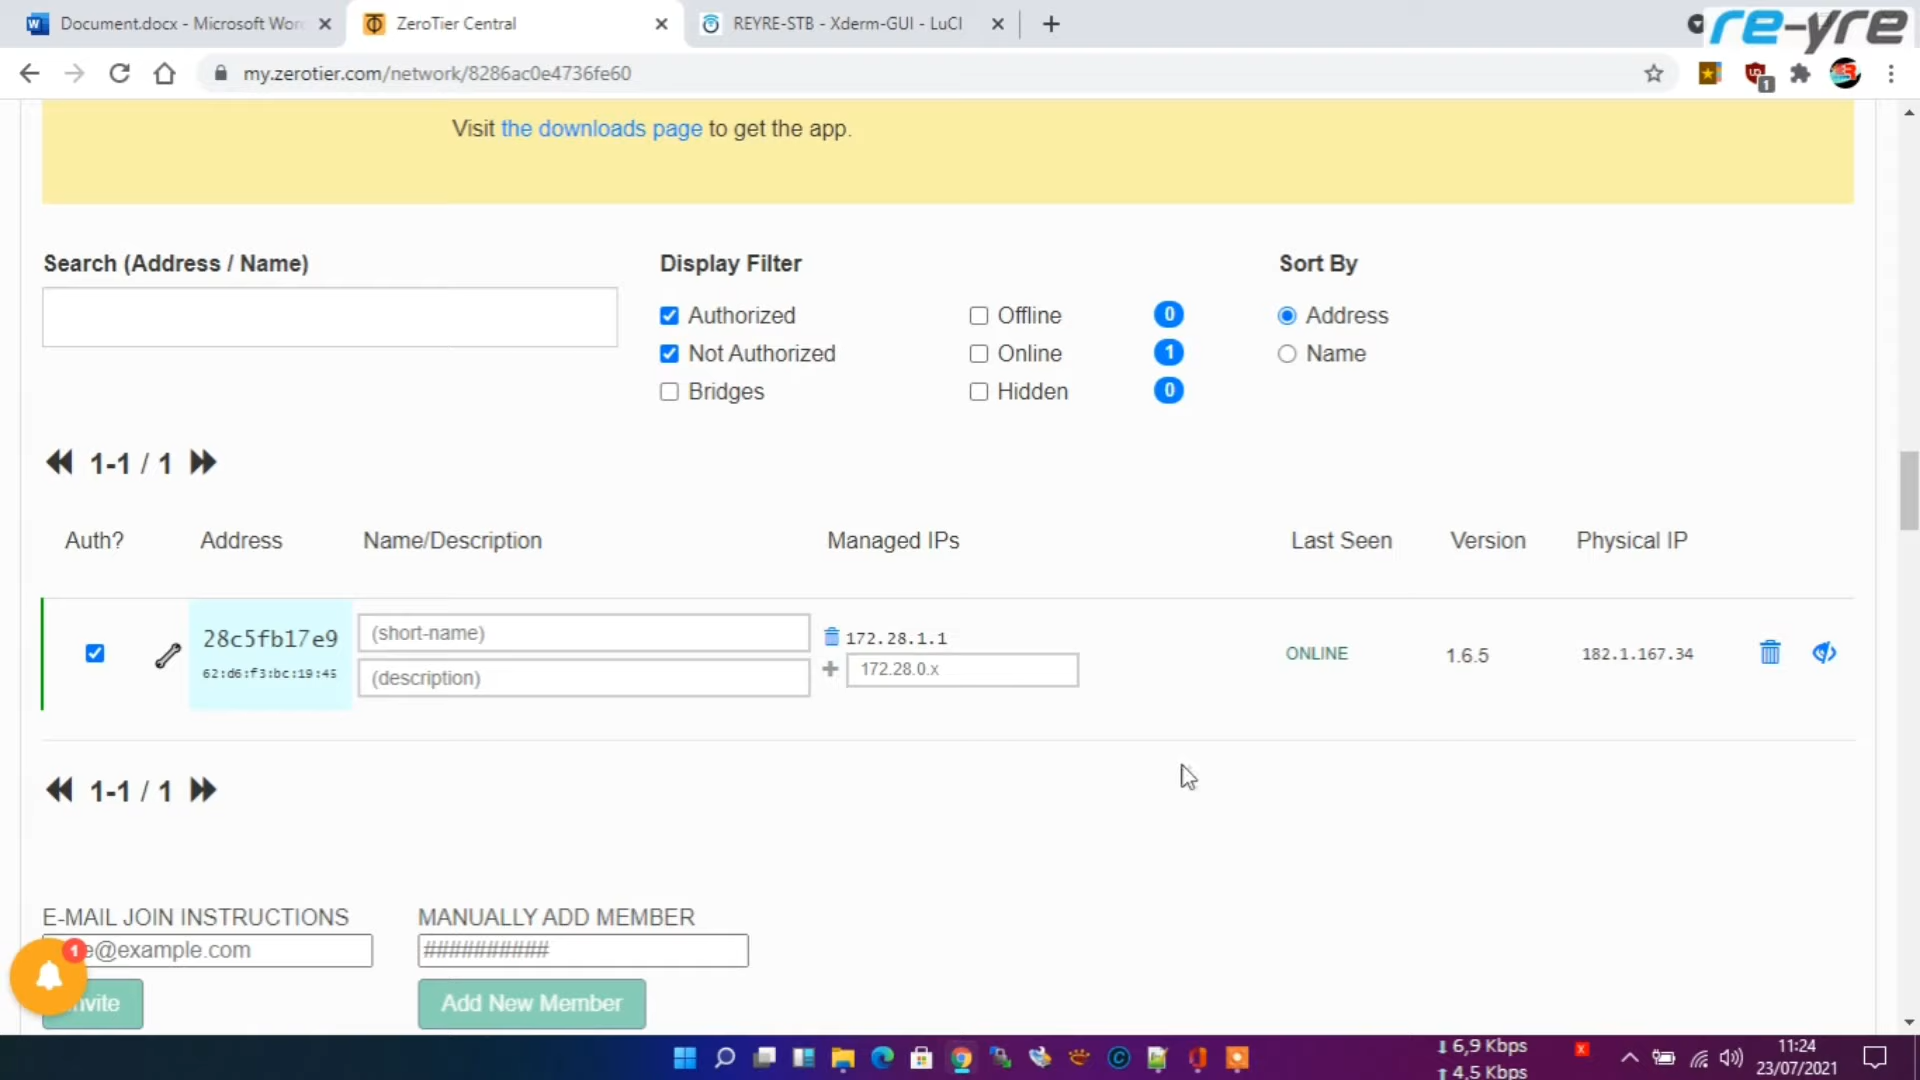 Document.docx - Microsoft Wor
ZeroTier Central
REYRE-STB - Xderm-GUI - LuCI
re-yre
my.zerotier.com/network/8286ac0e4736fe60
1
Visit the downloads page to get the app.
Search (Address / Name)
Display Filter
Sort By
Authorized
Offline
0
Address
Not Authorized
Online
1
Name
Bridges
Hidden
0
1-1 / 1
Auth?
Address
Name/Description
Managed IPs
Last Seen
Version
Physical IP
28c5fb17e9
62:d6:f3:bc:19:45
(short-name)
(description)
172.28.1.1
172.28.0.x
ONLINE
1.6.5
182.1.167.34
1-1 / 1
E-MAIL JOIN INSTRUCTIONS
MANUALLY ADD MEMBER
e@example.com
##########
1
nvite
Add New Member
6,9 Kbps
4,5 Kbps
11:24
23/07/2021